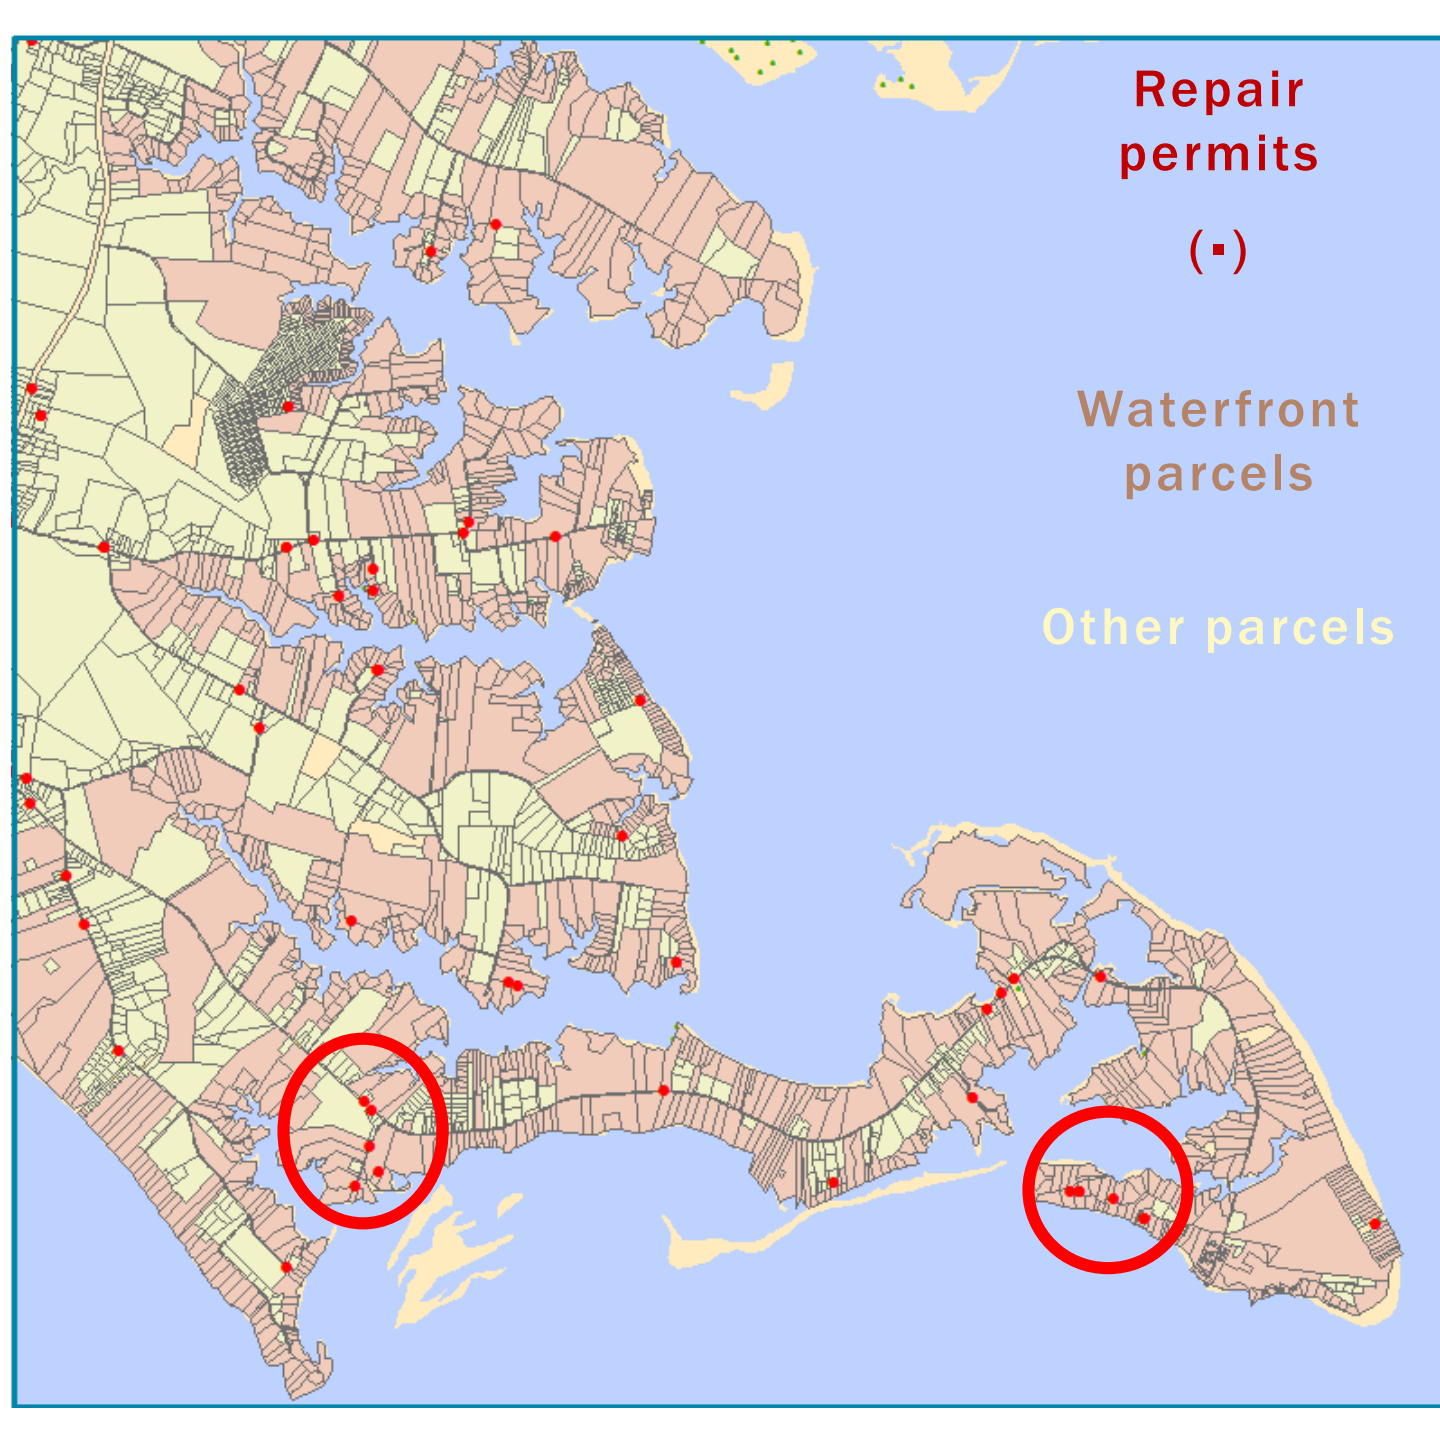 Repair
permits
(▪)
Waterfront
parcels
Other parcels